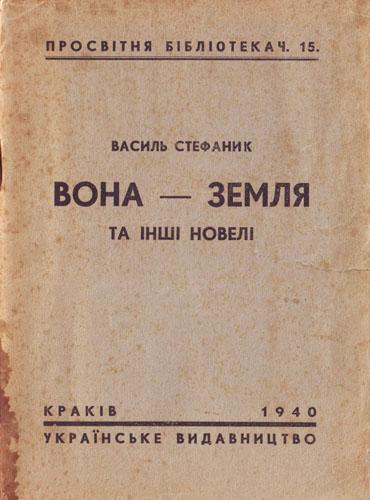 ПРОСВІТНЯ БІБЛІОТЕКА Ч. 15.
ВАСИЛЬ СТЕФАНИК
ВОНА — ЗЕМЛЯ
ТА ІНШІ НОВЕЛІ
КРАКІВ 1940
УКРАЇНСЬКЕ ВИДАВНИЦТВО